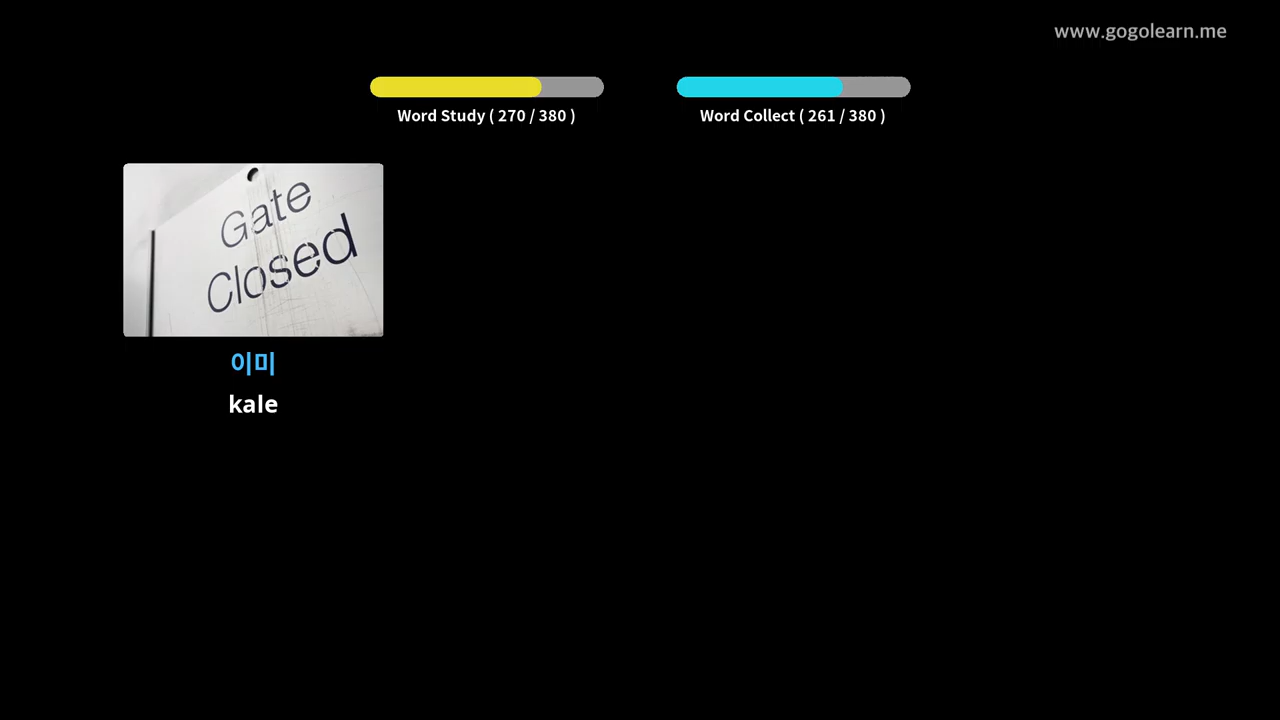 www.gogolearn.me
Word Study ( 270 / 380 )
Word Collect ( 261 / 380 )
Gate
Closed
이미
kale